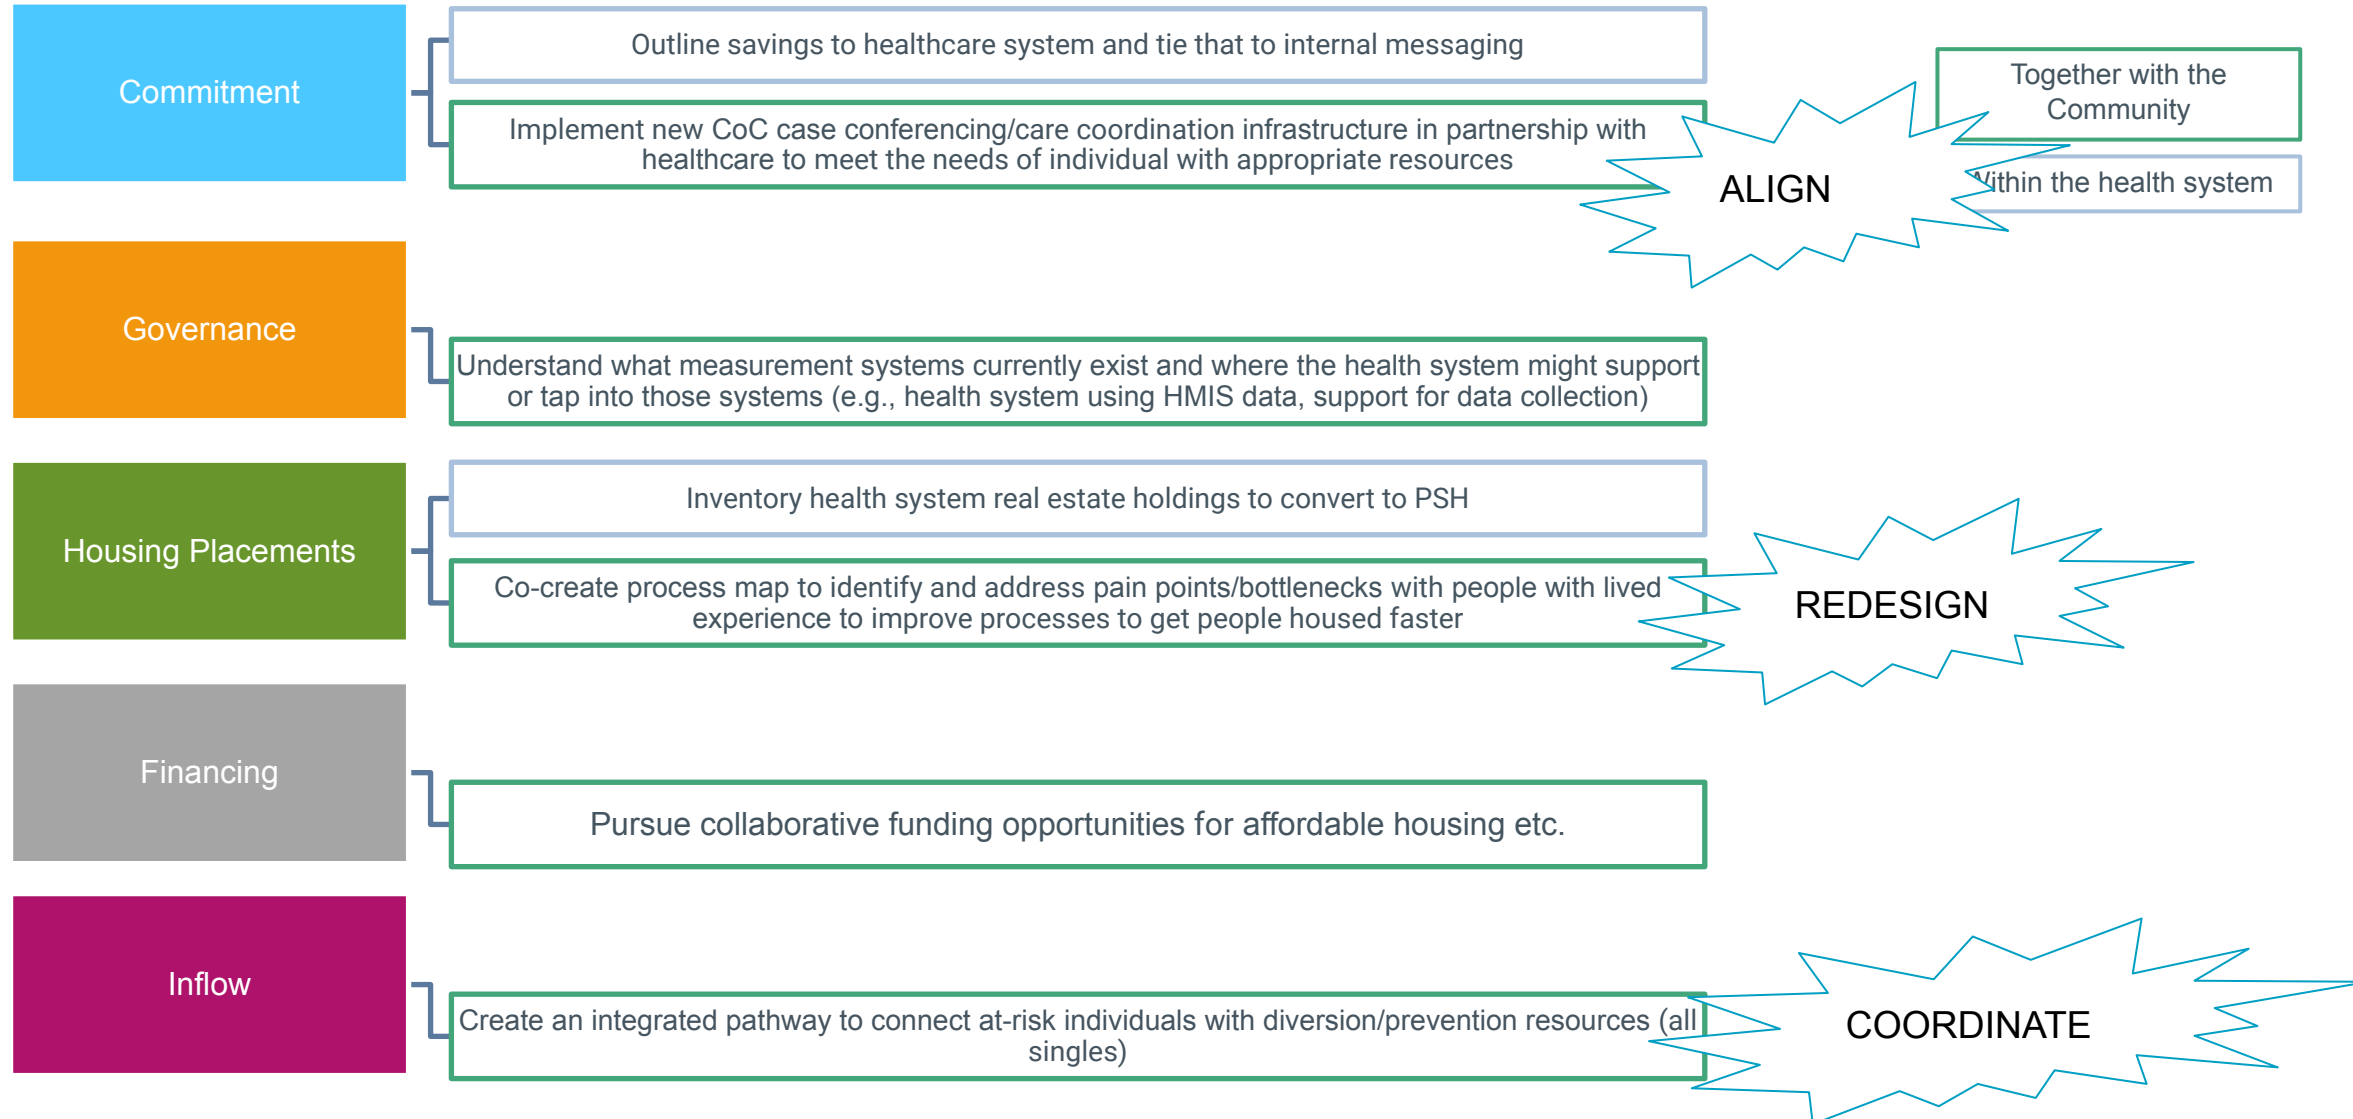 Commitment
Outline savings to healthcare system and tie that to internal messaging
Implement new CoC case conferencing/care coordination infrastructure in partnership with
healthcare to meet the needs of individual with appropriate resources
Together with the
Community
Within the health system
ALIGN
Governance
Understand what measurement systems currently exist and where the health system might support
or tap into those systems (e.g., health system using HMIS data, support for data collection)
Housing Placements
Inventory health system real estate holdings to convert to PSH
Co-create process map to identify and address pain points/bottlenecks with people with lived
experience to improve processes to get people housed faster
REDESIGN
Financing
Pursue collaborative funding opportunities for affordable housing etc.
Inflow
Create an integrated pathway to connect at-risk individuals with diversion/prevention resources (all
singles)
COORDINATE